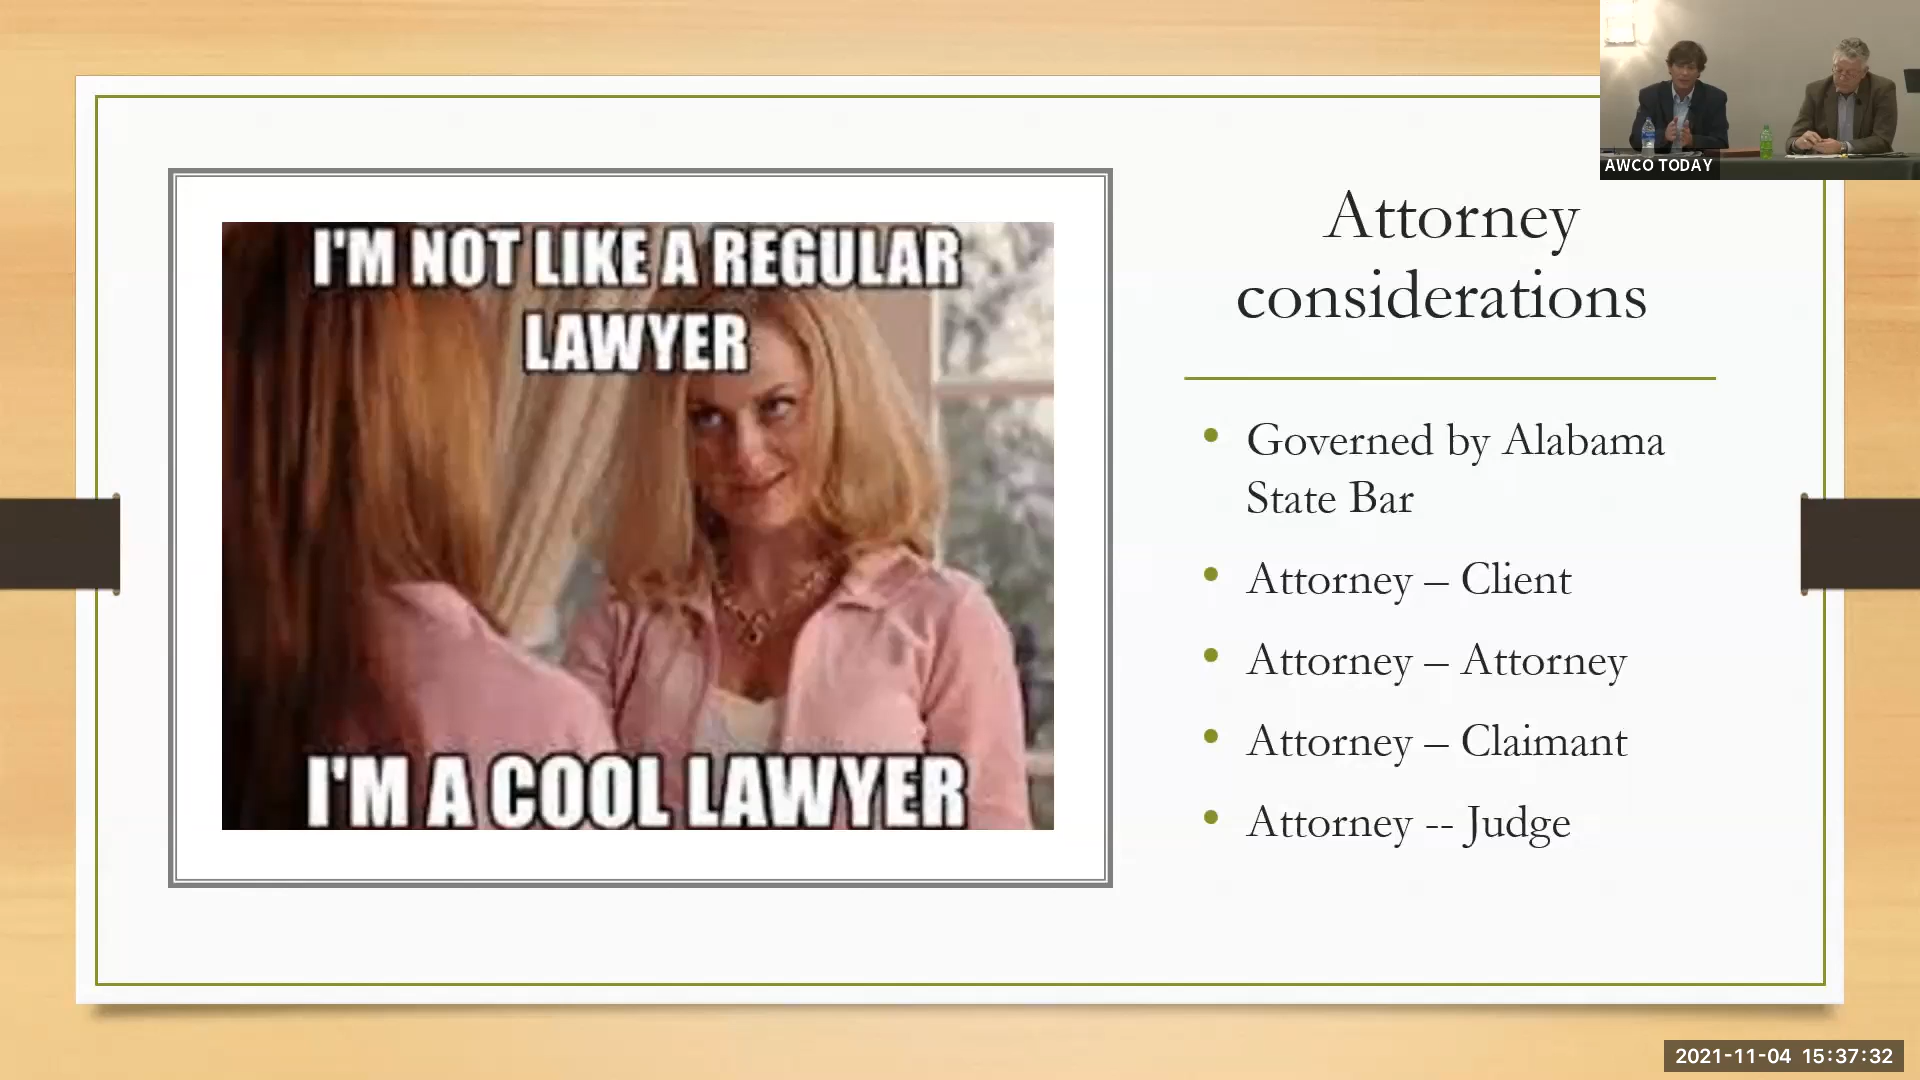 I'M NOT LIKE A REGULAR
LAWYER
I'M A COOL LAWYER
Attorney
considerations
• Governed by Alabama
State Bar
• Attorney – Client
• Attorney – Attorney
• Attorney – Claimant
• Attorney -- Judge
AWCO TODAY
2021-11-04 15:37:32